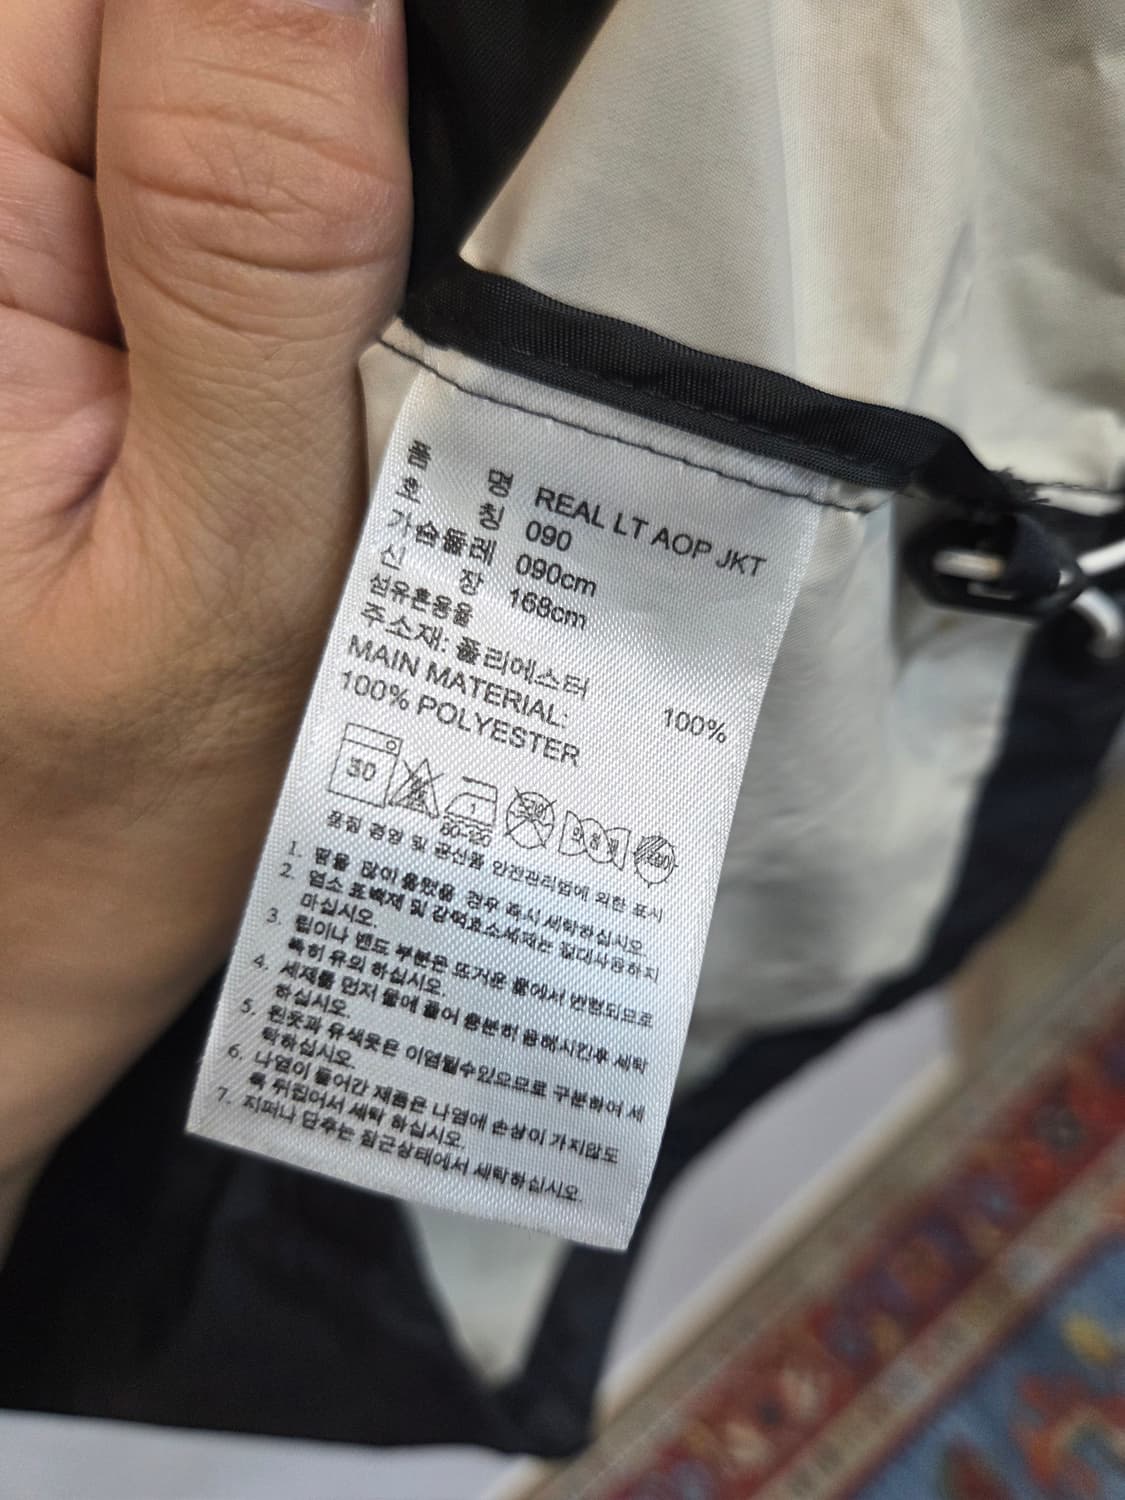 품 명 REAL LT AOP JKT
호 칭 090
가슴둘레 090cm
신 장 168cm
섬유혼용율
주소재: 폴리에스터 100%
MAIN MATERIAL:
100% POLYESTER
30
1
80-120
품질 경영 및 공산품 안전관리법에 의한 표시
1. 땀을 많이 흘렸을 경우 즉시 세탁하십시오.
2. 염소 표백제 및 강력효소세제는 절대사용하지
마십시오.
3. 립이나 밴드 부분은 뜨거운 물에서 변형되므로
특히 유의 하십시오.
4. 세제를 먼저 물에 풀어 충분히 용해시킨후 세탁
하십시오.
5. 흰옷과 유색옷은 이염될수있으므로 구분하여 세
탁하십시오.
6. 나염이 들어간 제품은 나염에 손상이 가지않도
록 뒤집어서 세탁 하십시오.
7. 지퍼나 단추는 잠근상태에서 세탁하십시오.